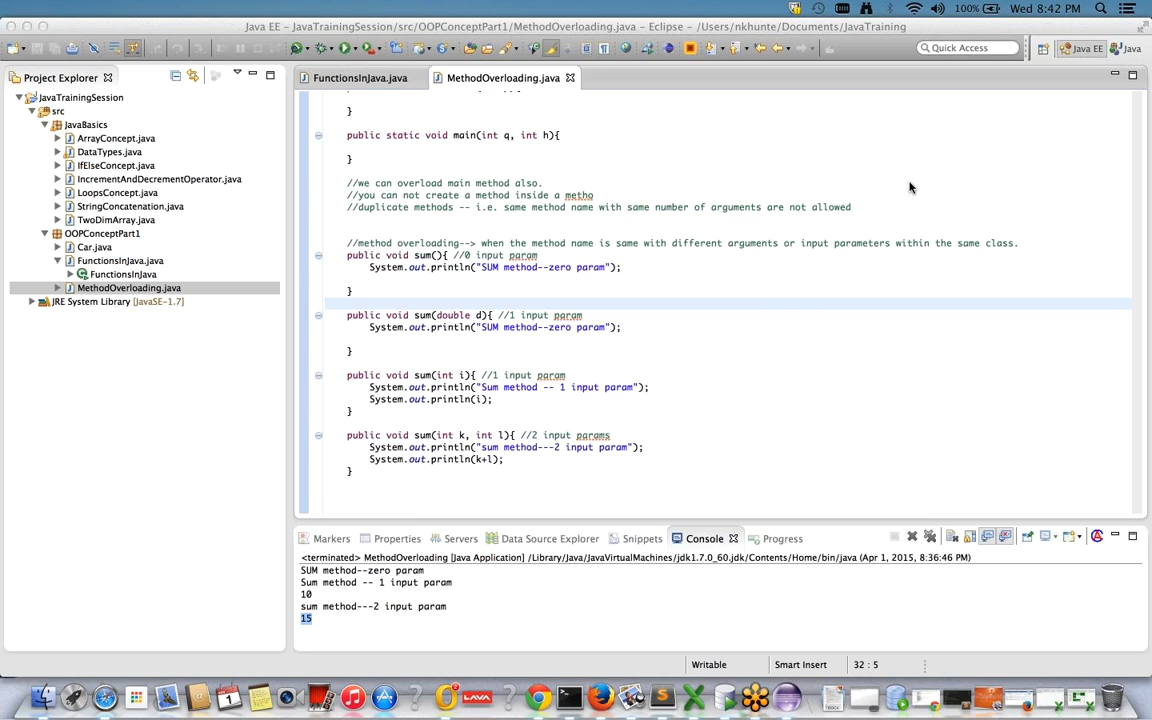 100% Wed 8:42 PM
Java EE - JavaTrainingSession/src/OOPConceptPart1/MethodOverloading.java - Eclipse - /Users/nkhunte/Documents/JavaTraining
Quick Access
Java EE
Java
Project Explorer
JavaTrainingSession
src
JavaBasics
ArrayConcept.java
DataTypes.java
IfElseConcept.java
IncrementAndDecrementOperator.java
LoopsConcept.java
StringConcatenation.java
TwoDimArray.java
OOPConceptPart1
Car.java
FunctionsInJava.java
FunctionsInJava
MethodOverloading.java
JRE System Library [JavaSE-1.7]
FunctionsInJava.java
MethodOverloading.java
}
public static void main(int q, int h){
}
//we can overload main method also.
//you can not create a method inside a metho
//duplicate methods -- i.e. same method name with same number of arguments are not allowed
//method overloading--> when the method name is same with different arguments or input parameters within the same class.
public void sum(){ //0 input param
System.out.println("SUM method--zero param");
}
public void sum(double d){ //1 input param
System.out.println("SUM method--zero param");
}
public void sum(int i){ //1 input param
System.out.println("Sum method -- 1 input param");
System.out.println(i);
}
public void sum(int k, int l){ //2 input params
System.out.println("sum method---2 input param");
System.out.println(k+l);
}
Markers
Properties
Servers
Data Source Explorer
Snippets
Console
Progress
<terminated> MethodOverloading [Java Application] /Library/Java/JavaVirtualMachines/jdk1.7.0_60.jdk/Contents/Home/bin/java (Apr 1, 2015, 8:36:46 PM)
SUM method--zero param
Sum method -- 1 input param
10
sum method---2 input param
15
Writable
Smart Insert
32 : 5
LAVA